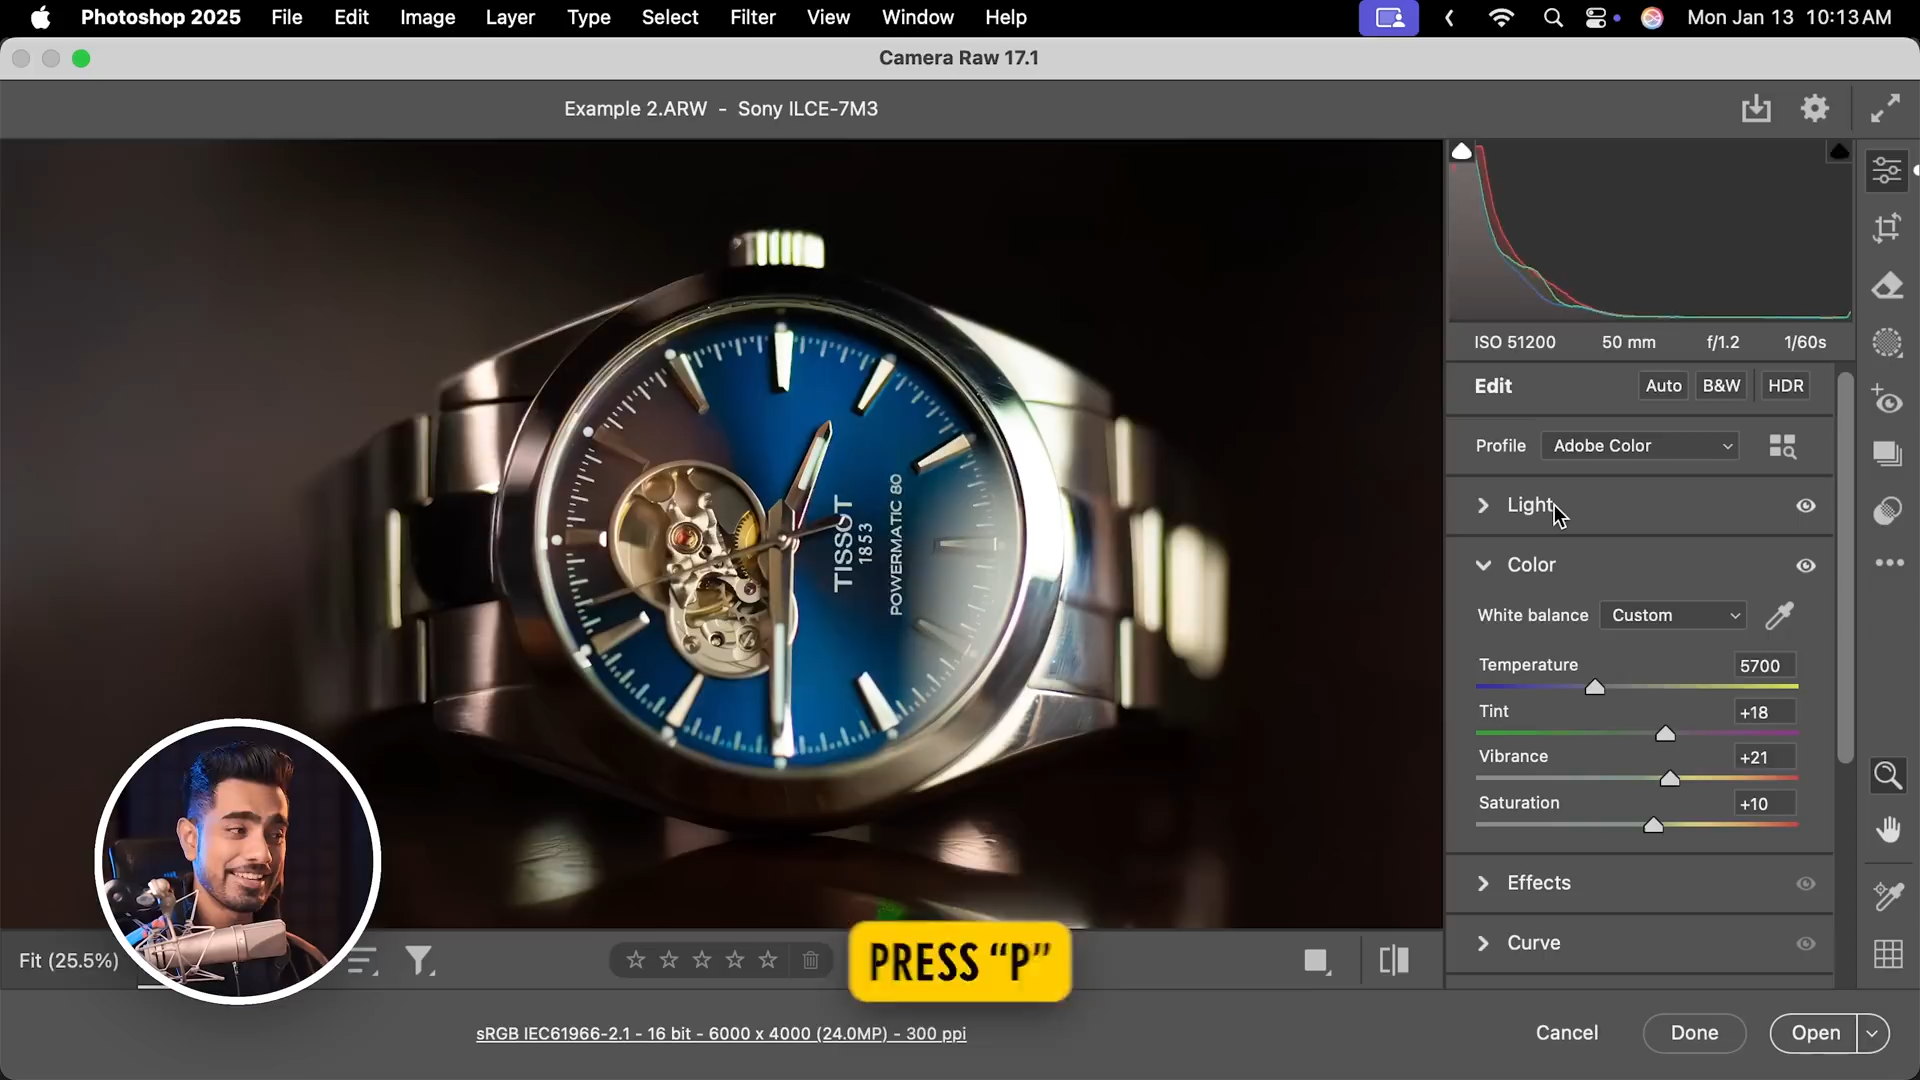 Photoshop 2025 File Edit Image Layer Type Select Filter View Window Help Mon Jan 13 10:13 AM
Camera Raw 17.1
Example 2.ARW - Sony ILCE-7M3
ISO 51200 50 mm f/1.2 1/60s
Edit Auto B&W HDR
Profile Adobe Color
Light
Color
White balance Custom
Temperature 5700
Tint +18
Vibrance +21
Saturation +10
Effects
Curve
TISSOT
1853
POWERMATIC 80
Fit (25.5%)
PRESS “P”
sRGB IEC61966-2.1 - 16 bit - 6000 x 4000 (24.0MP) - 300 ppi
Cancel Done Open